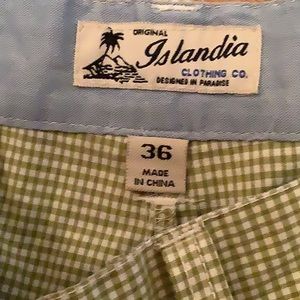 ORIGINAL
Islandia
CLOTHING CO.
DESIGNED IN PARADISE
36
MADE
IN CHINA